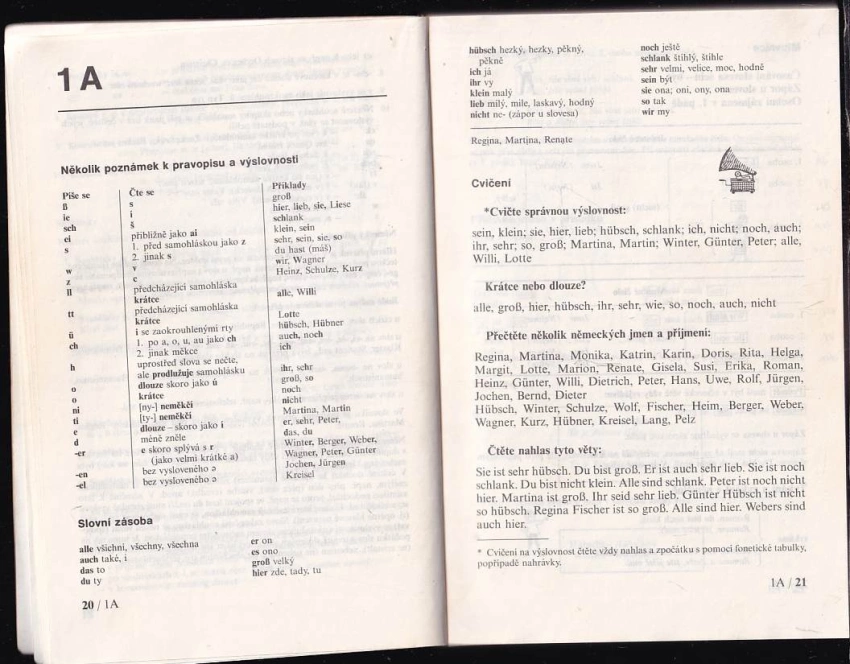 1 A
Několik poznámek k pravopisu a výslovnosti
Píše se Čte se Příklady
ß s groß
ie i hier, lieb, sie, Liese
sch š schlank
ei přibližně jako ai klein, sein
s 1. před samohláskou jako z sehr, sein, sie, so
2. jinak s du hast (máš)
w v wir, Wagner
z c Heinz, Schulze, Kurz
ll předcházející samohláska
krátce alle, Willi
tt předcházející samohláska
krátce Lotte
ü i se zaokrouhlenými rty hübsch, Hübner
ch 1. po a, o, u, au jako ch auch, noch
2. jinak měkce ich
h uprostřed slova se nečte,
ale prodlužuje samohlásku ihr, sehr
o dlouze skoro jako ú groß, so
o krátce noch
ni [ny-] neměkčí nicht
ti [ty-] neměkčí Martina, Martin
e dlouze – skoro jako í er, sehr, Peter,
d méně zněle das, du
-er e skoro splývá s r Winter, Berger, Weber,
(jako velmi krátké a) Wagner, Peter, Günter
-en bez vysloveného ə Jochen, Jürgen
-el bez vysloveného ə Kreisel
Slovní zásoba
alle všichni, všechny, všechna
auch také, i
das to
du ty
er on
es ono
groß velký
hier zde, tady, tu
20 / 1A
hübsch hezký, hezky, pěkný,
pěkně
ich já
ihr vy
klein malý
lieb milý, mile, laskavý, hodný
nicht ne- (zápor u slovesa)
noch ještě
schlank štíhlý, štíhle
sehr velmi, velice, moc, hodně
sein být
sie ona; oni, ony, ona
so tak
wir my
Regina, Martina, Renate
Cvičení
*Cvičte správnou výslovnost:
sein, klein; sie, hier, lieb; hübsch, schlank; ich, nicht; noch, auch;
ihr, sehr; so, groß; Martina, Martin; Winter, Günter, Peter; alle,
Willi, Lotte
Krátce nebo dlouze?
alle, groß, hier, hübsch, ihr, sehr, wie, so, noch, auch, nicht
Přečtěte několik německých jmen a příjmení:
Regina, Martina, Monika, Katrin, Karin, Doris, Rita, Helga,
Margit, Lotte, Marion, Renate, Gisela, Susi, Erika, Roman,
Heinz, Günter, Willi, Dietrich, Peter, Hans, Uwe, Rolf, Jürgen,
Jochen, Bernd, Dieter
Hübsch, Winter, Schulze, Wolf, Fischer, Heim, Berger, Weber,
Wagner, Kurz, Hübner, Kreisel, Lang, Pelz
Čtěte nahlas tyto věty:
Sie ist sehr hübsch. Du bist groß. Er ist auch sehr lieb. Sie ist noch
schlank. Du bist nicht klein. Alle sind schlank. Peter ist noch nicht
hier. Martina ist groß. Ihr seid sehr lieb. Günter Hübsch ist nicht
so hübsch. Regina Fischer ist so groß. Alle sind hier. Webers sind
auch hier.
* Cvičení na výslovnost čtěte vždy nahlas a zpočátku s pomocí fonetické tabulky,
popřípadě nahrávky.
1A / 21